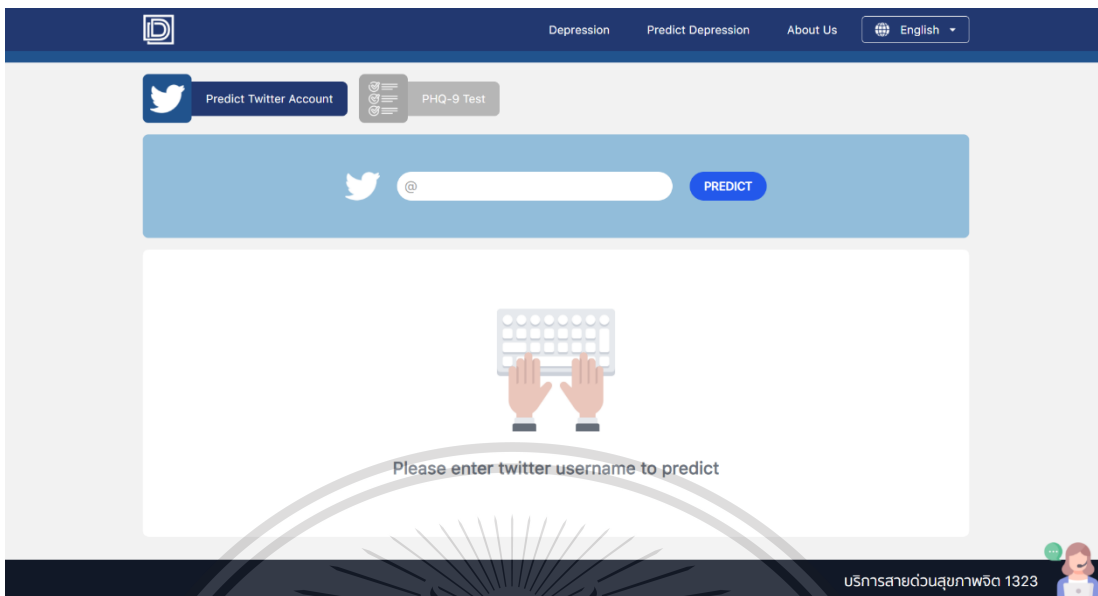 Depression Predict Depression About Us English
Predict Twitter Account PHQ-9 Test
@ PREDICT
Please enter twitter username to predict
บริการสายด่วนสุขภาพจิต 1323